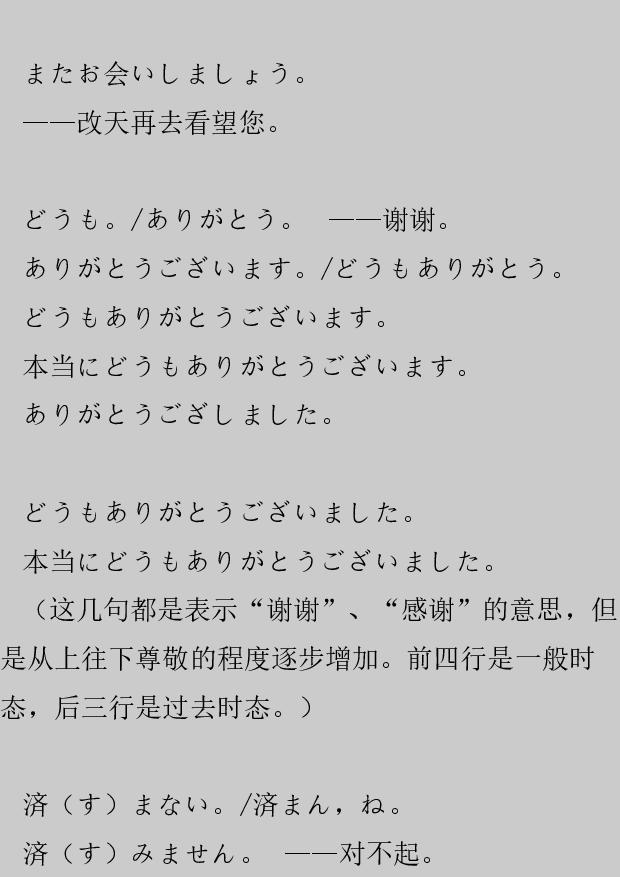 またお会いしましょう。
——改天再去看望您。
どうも。/ありがとう。 ——谢谢。
ありがとうございます。/どうもありがとう。
どうもありがとうございます。
本当にどうもありがとうございます。
ありがとうござしました。
どうもありがとうございました。
本当にどうもありがとうございました。
（这几句都是表示“谢谢”、“感谢”的意思，但
是从上往下尊敬的程度逐步增加。前四行是一般时
态，后三行是过去时态。）
済（す）まない。/済まん，ね。
済（す）みません。 ——对不起。